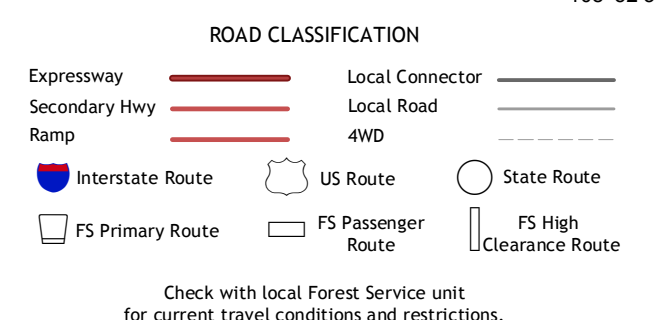 ROAD CLASSIFICATION
Expressway
Local Connector
Secondary Hwy
Local Road
Ramp
4WD
Interstate Route
US Route
State Route
FS Primary Route
FS Passenger
Route
FS High
Clearance Route
Check with local Forest Service unit
for current travel conditions and restrictions.